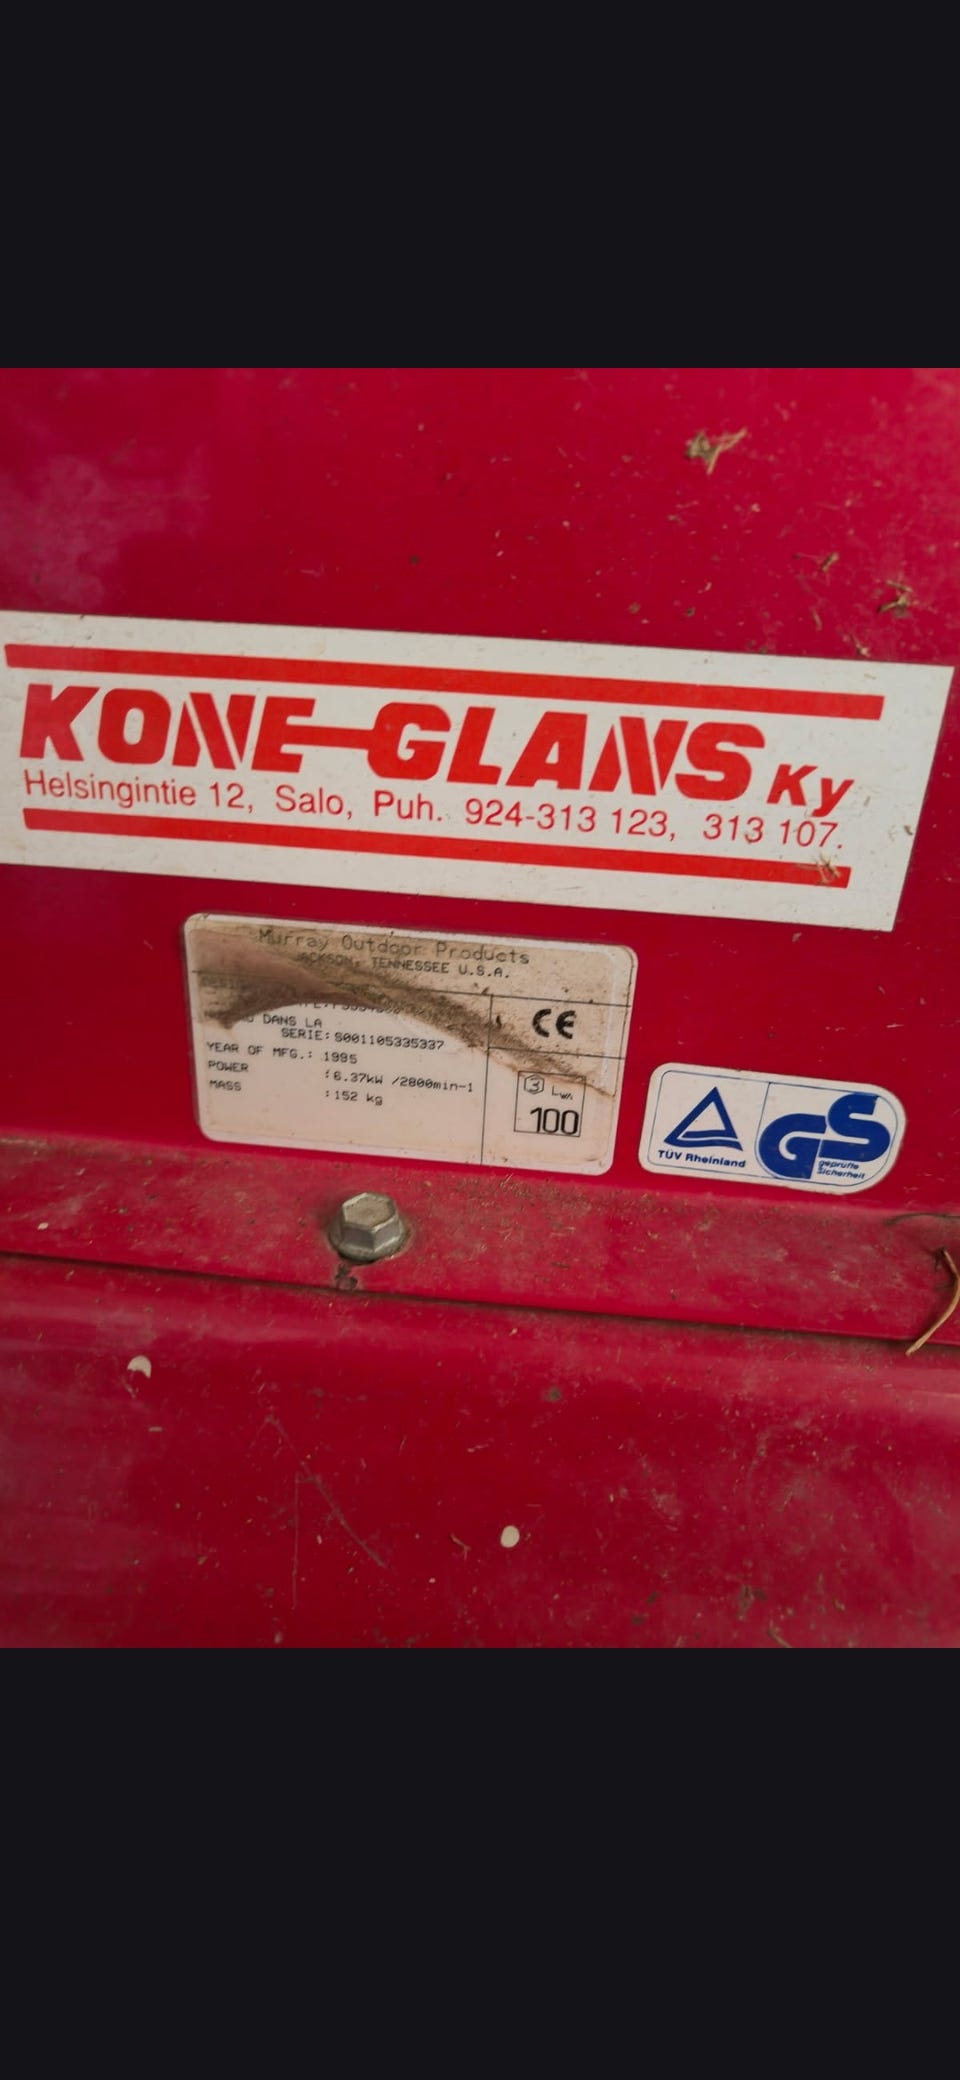 KONE-GLANS Ky
Helsingintie 12, Salo, Puh. 924-313 123, 313 107.
Murray Outdoor Products
JACKSON, TENNESSEE U.S.A.
CE
DANS LA
SERIE: S001105335337
YEAR OF MFG.: 1995
POWER : 6.37kW /2800min-1
MASS : 152 kg
3 LWA
100
TÜV Rheinland
GS
geprüfte
Sicherheit